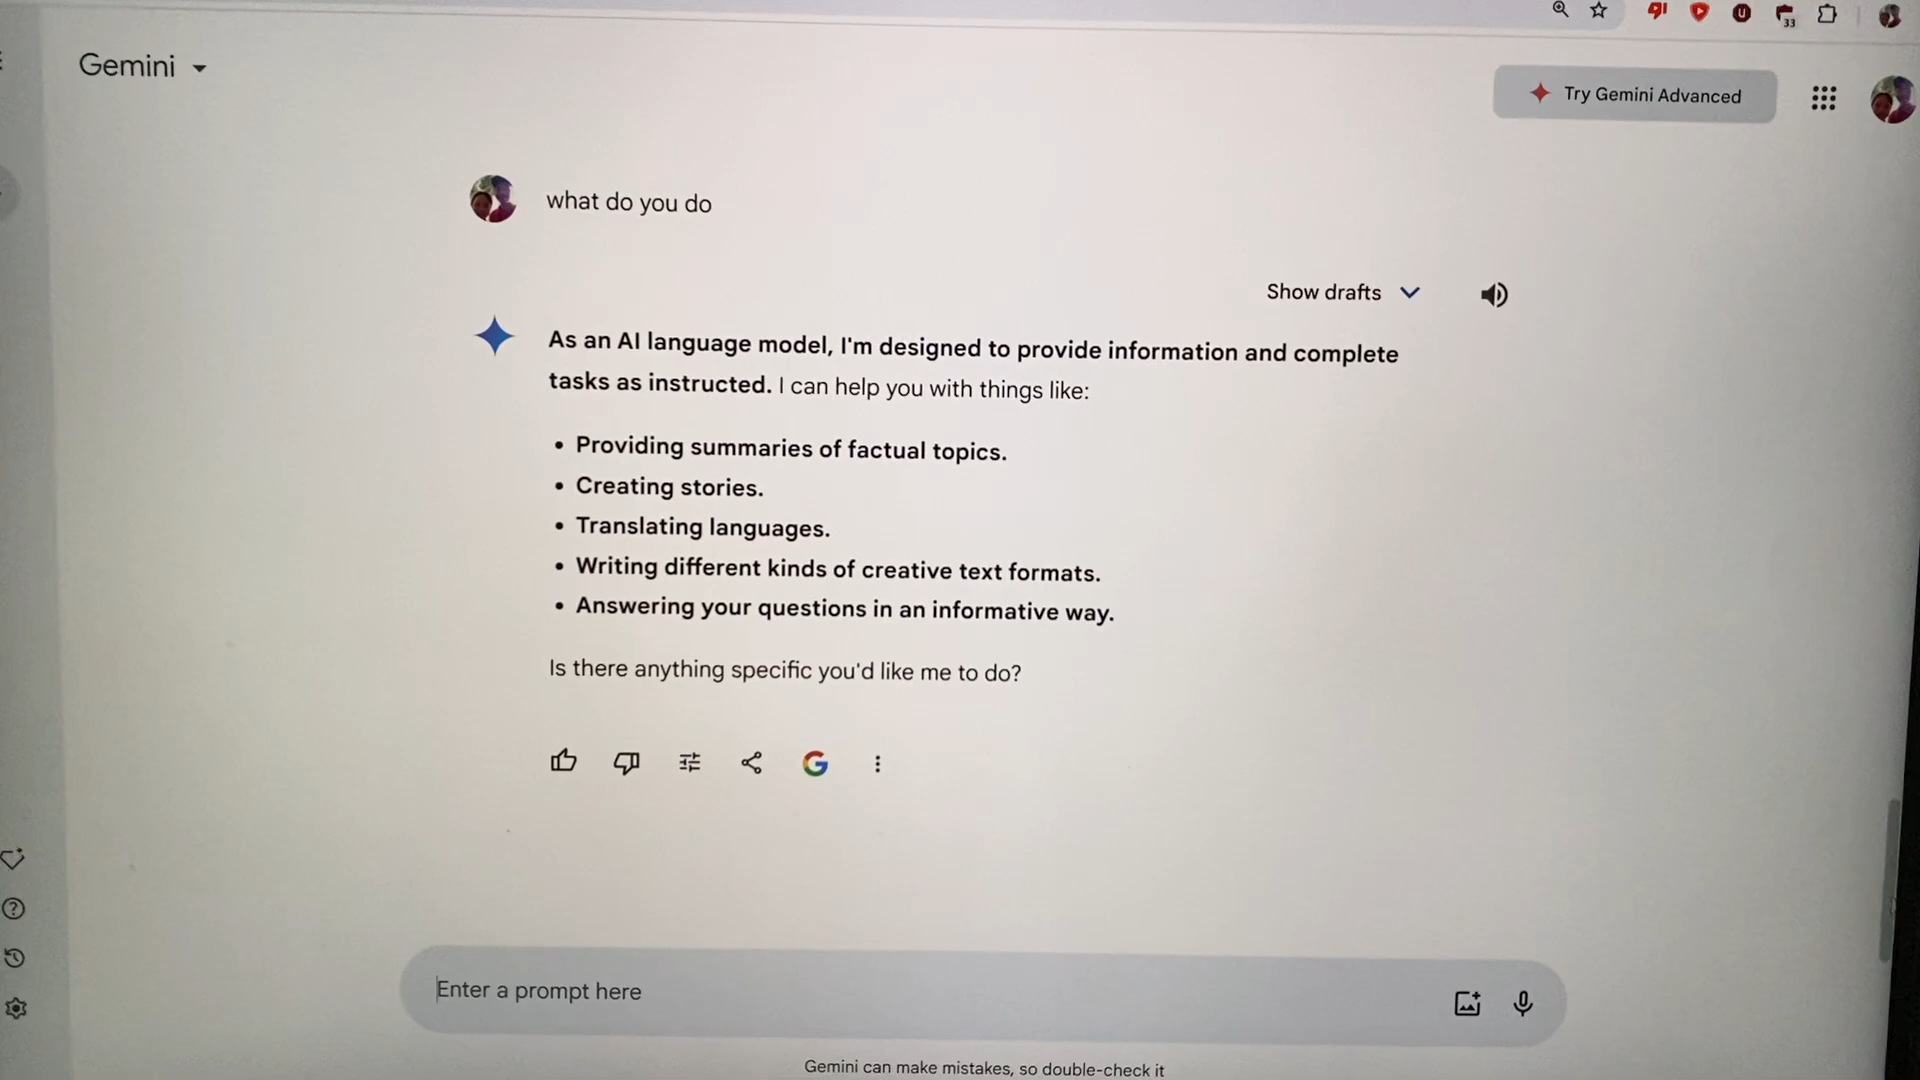 33
Gemini
Try Gemini Advanced
what do you do
Show drafts
As an AI language model, I'm designed to provide information and complete
tasks as instructed. I can help you with things like:
• Providing summaries of factual topics.
• Creating stories.
• Translating languages.
• Writing different kinds of creative text formats.
• Answering your questions in an informative way.
Is there anything specific you'd like me to do?
Enter a prompt here
Gemini can make mistakes, so double-check it